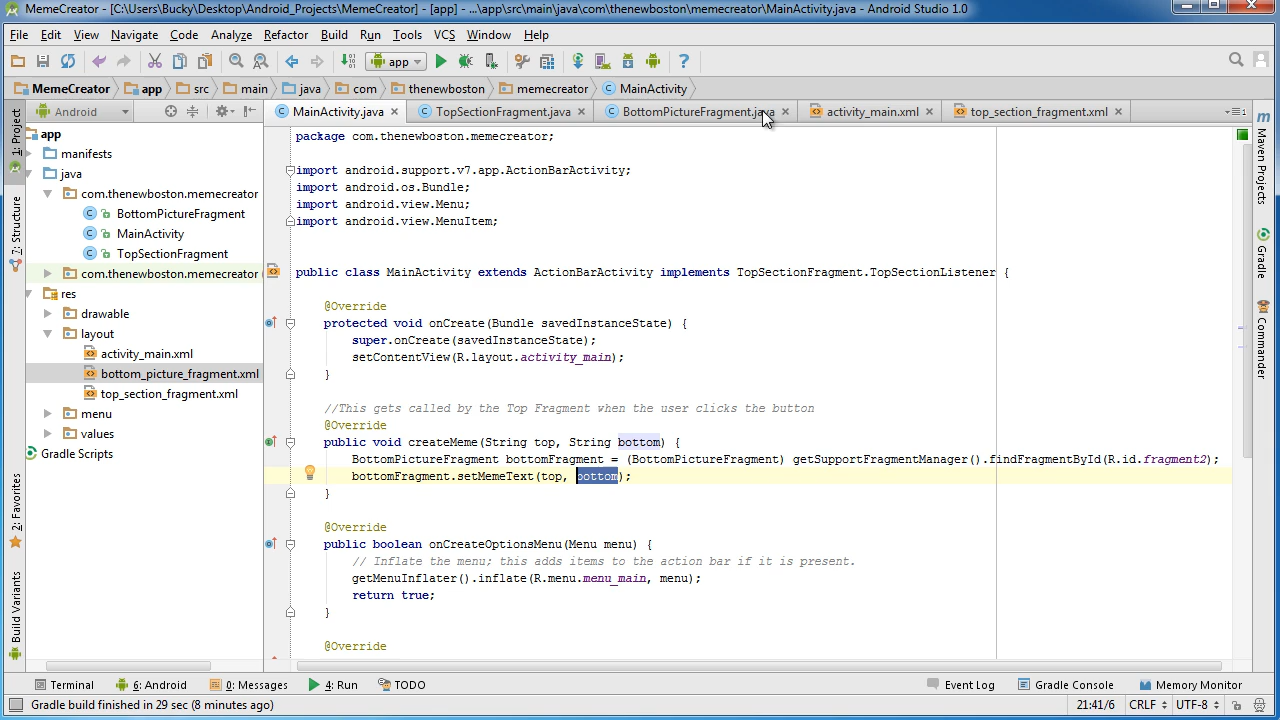 MemeCreator - [C:\Users\Bucky\Desktop\Android_Projects\MemeCreator] - [app] - ...\app\src\main\java\com\thenewboston\memecreator\MainActivity.java - Android Studio 1.0
File Edit View Navigate Code Analyze Refactor Build Run Tools VCS Window Help
app
MemeCreator app src main java com thenewboston memecreator MainActivity
Android MainActivity.java TopSectionFragment.java BottomPictureFragment.java activity_main.xml top_section_fragment.xml
1: Project
7: Structure
2: Favorites
Build Variants
app
manifests
java
com.thenewboston.memecreator
BottomPictureFragment
MainActivity
TopSectionFragment
com.thenewboston.memecreator
res
drawable
layout
activity_main.xml
bottom_picture_fragment.xml
top_section_fragment.xml
menu
values
Gradle Scripts
package com.thenewboston.memecreator;
import android.support.v7.app.ActionBarActivity;
import android.os.Bundle;
import android.view.Menu;
import android.view.MenuItem;
public class MainActivity extends ActionBarActivity implements TopSectionFragment.TopSectionListener {
@Override
protected void onCreate(Bundle savedInstanceState) {
super.onCreate(savedInstanceState);
setContentView(R.layout.activity_main);
}
//This gets called by the Top Fragment when the user clicks the button
@Override
public void createMeme(String top, String bottom) {
BottomPictureFragment bottomFragment = (BottomPictureFragment) getSupportFragmentManager().findFragmentById(R.id.fragment2);
bottomFragment.setMemeText(top, bottom);
}
@Override
public boolean onCreateOptionsMenu(Menu menu) {
// Inflate the menu; this adds items to the action bar if it is present.
getMenuInflater().inflate(R.menu.menu_main, menu);
return true;
}
@Override
Maven Projects
Gradle
Commander
Terminal 6: Android 0: Messages 4: Run TODO Event Log Gradle Console Memory Monitor
Gradle build finished in 29 sec (8 minutes ago) 21:41/6 CRLF UTF-8